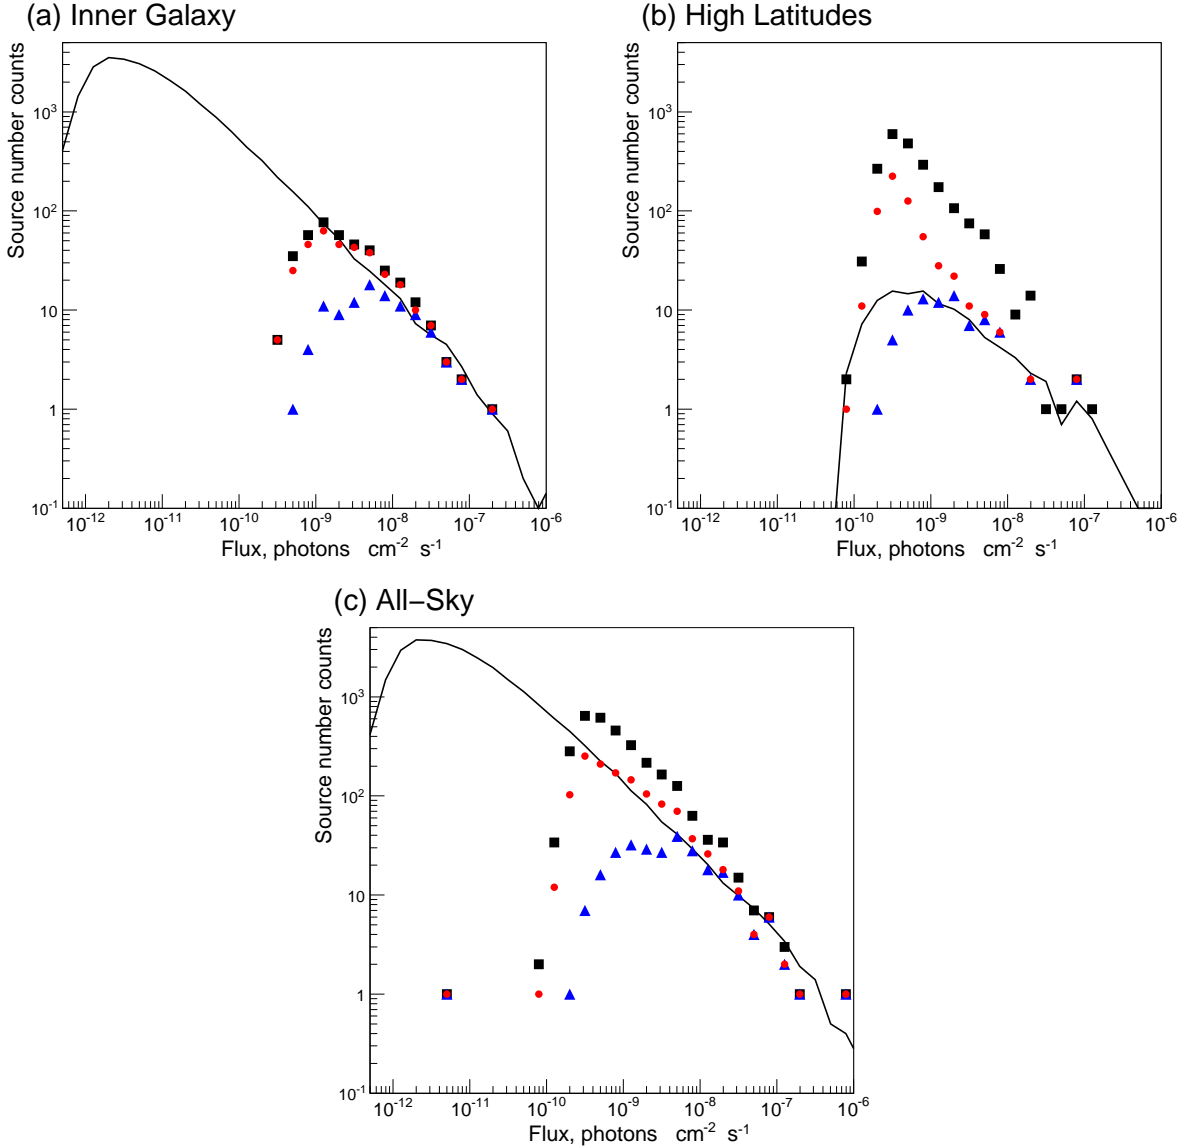 (a) Inner Galaxy
Source number counts
10³
10²
10
1
10⁻¹
10⁻¹² 10⁻¹¹ 10⁻¹⁰ 10⁻⁹ 10⁻⁸ 10⁻⁷ 10⁻⁶
Flux, photons cm⁻² s⁻¹
(b) High Latitudes
Source number counts
10³
10²
10
1
10⁻¹
10⁻¹² 10⁻¹¹ 10⁻¹⁰ 10⁻⁹ 10⁻⁸ 10⁻⁷ 10⁻⁶
Flux, photons cm⁻² s⁻¹
(c) All−Sky
Source number counts
10³
10²
10
1
10⁻¹
10⁻¹² 10⁻¹¹ 10⁻¹⁰ 10⁻⁹ 10⁻⁸ 10⁻⁷ 10⁻⁶
Flux, photons cm⁻² s⁻¹